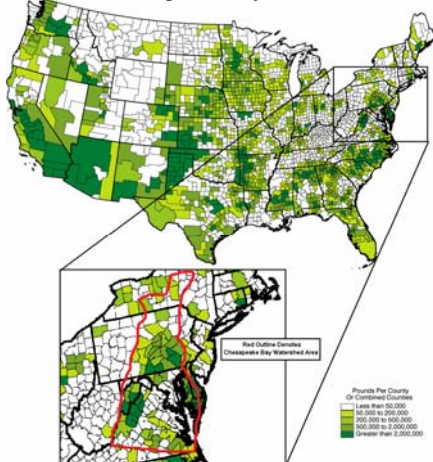 Red Outline Denotes
Chesapeake Bay Watershed Area
Pounds Per County
Or Combined Counties
Less than 50,000
50,000 to 200,000
200,000 to 500,000
500,000 to 2,000,000
Greater than 2,000,000